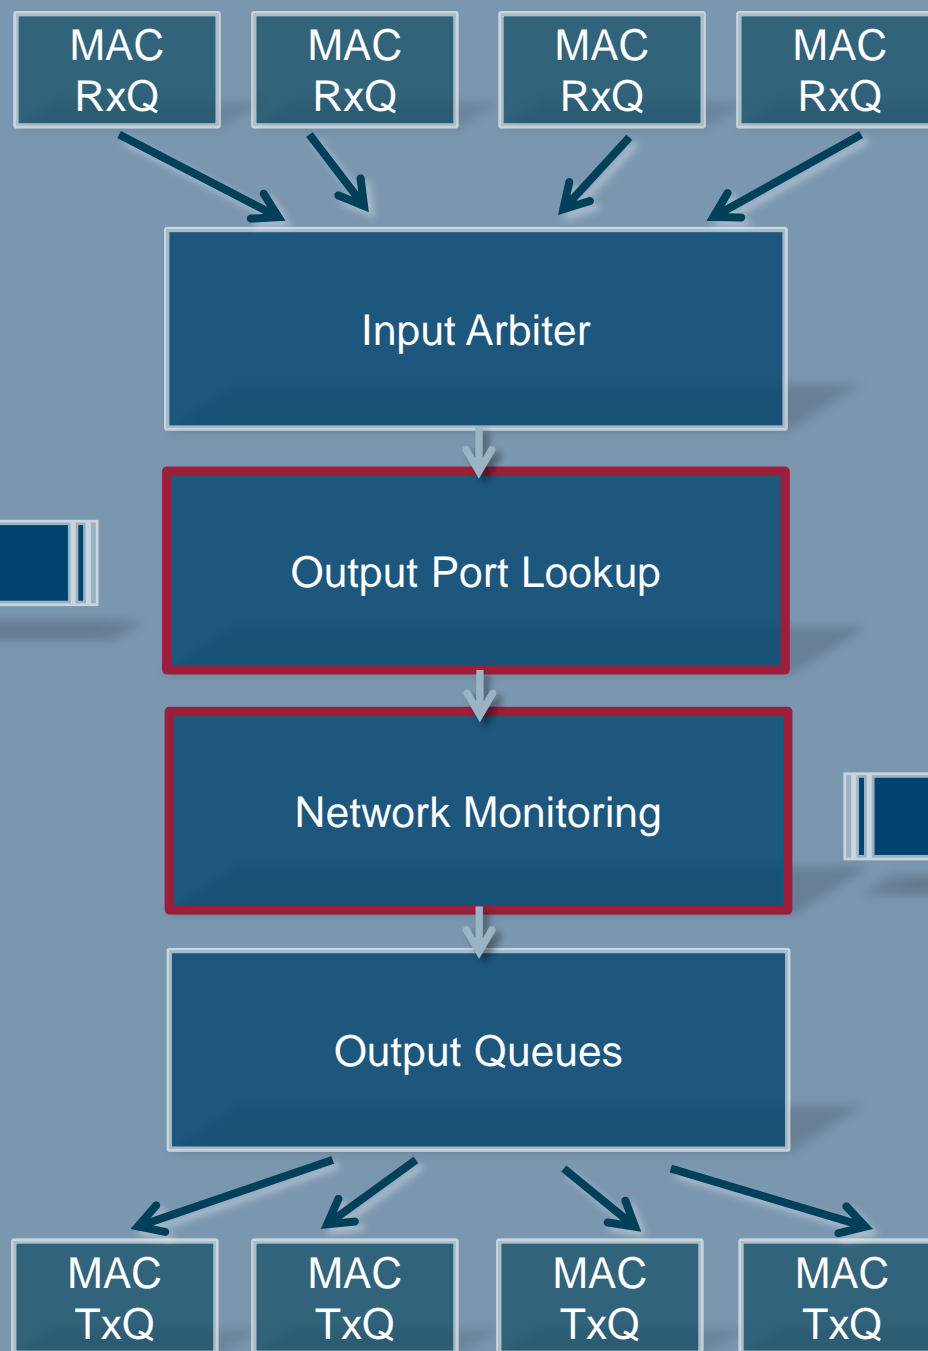 MAC MAC MAC MAC
RxQ RxQ RxQ RxQ
Input Arbiter
Output Port Lookup
Network Monitoring
Output Queues
MAC MAC MAC MAC
TxQ TxQ TxQ TxQ